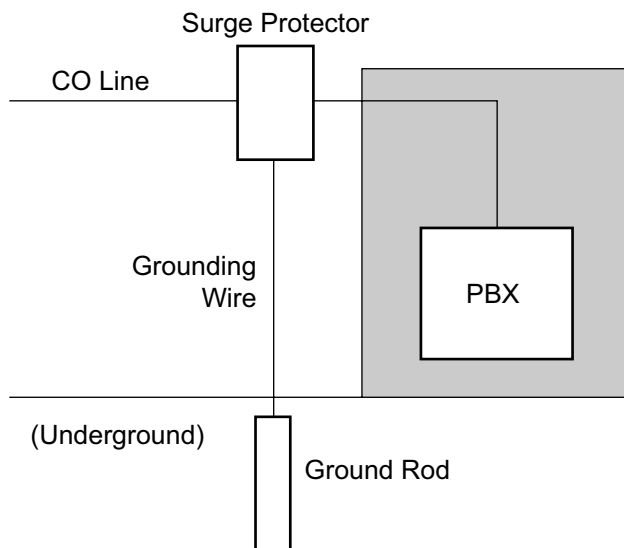 Surge Protector
CO Line
Grounding
Wire
PBX
(Underground)
Ground Rod